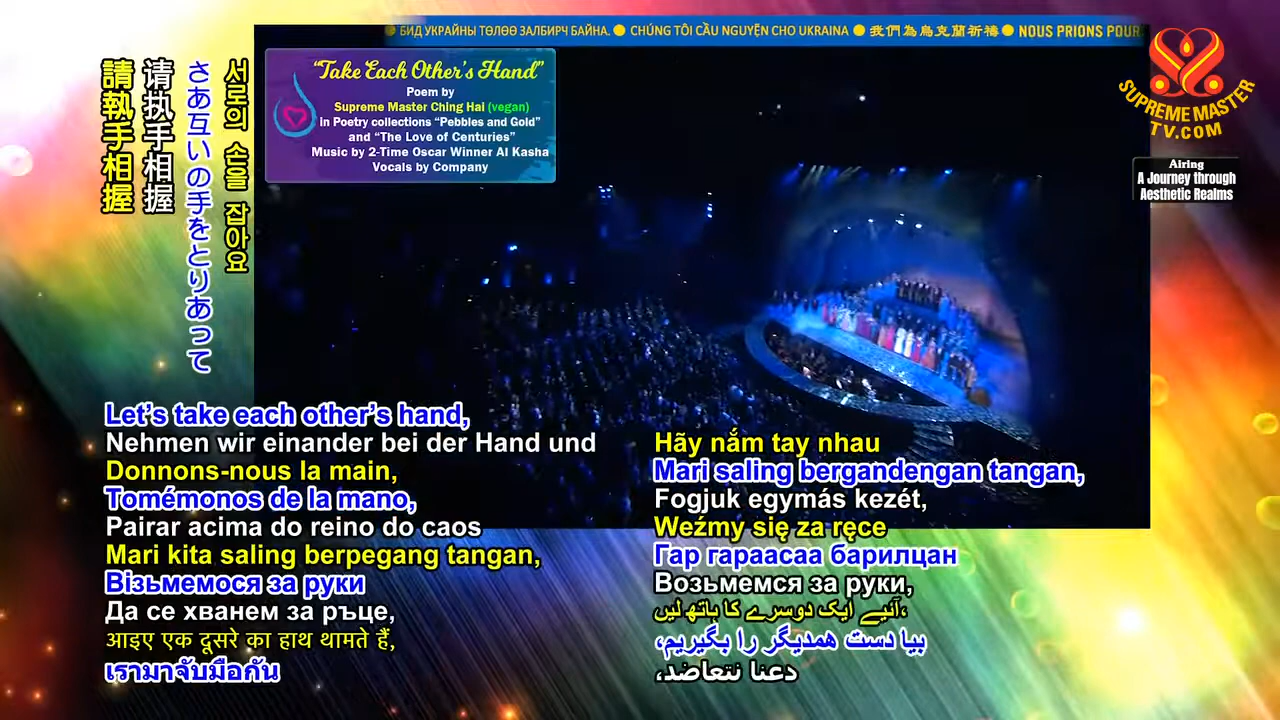 БИД УКРАЙНЫ ТӨЛӨӨ ЗАЛБИРЧ БАЙНА. CHÚNG TÔI CẦU NGUYỆN CHO UKRAINA 我們為烏克蘭祈禱 NOUS PRIONS POUR
"Take Each Other's Hand"
Poem by
Supreme Master Ching Hai (vegan)
in Poetry collections "Pebbles and Gold"
and "The Love of Centuries"
Music by 2-Time Oscar Winner Al Kasha
Vocals by Company
SUPREME MASTER
TV.COM
Airing
A Journey through
Aesthetic Realms
請執手相握
请执手相握
さあ互いの手をとりあって
서로의 손을 잡아요
Let's take each other's hand,
Nehmen wir einander bei der Hand und
Donnons-nous la main,
Tomémonos de la mano,
Pairar acima do reino do caos
Mari kita saling berpegang tangan,
Візьмемося за руки
Да се хванем за ръце,
आइए एक दूसरे का हाथ थामते हैं,
เรามาจับมือกัน
Hãy nắm tay nhau
Mari saling bergandengan tangan,
Fogjuk egymás kezét,
Weźmy się za ręce
Гар гараасаа барилцан
Возьмемся за руки,
آئیے ایک دوسرے کا ہاتھ لیں،
بیا دست همدیگر را بگیریم،
دعنا نتعاضد،